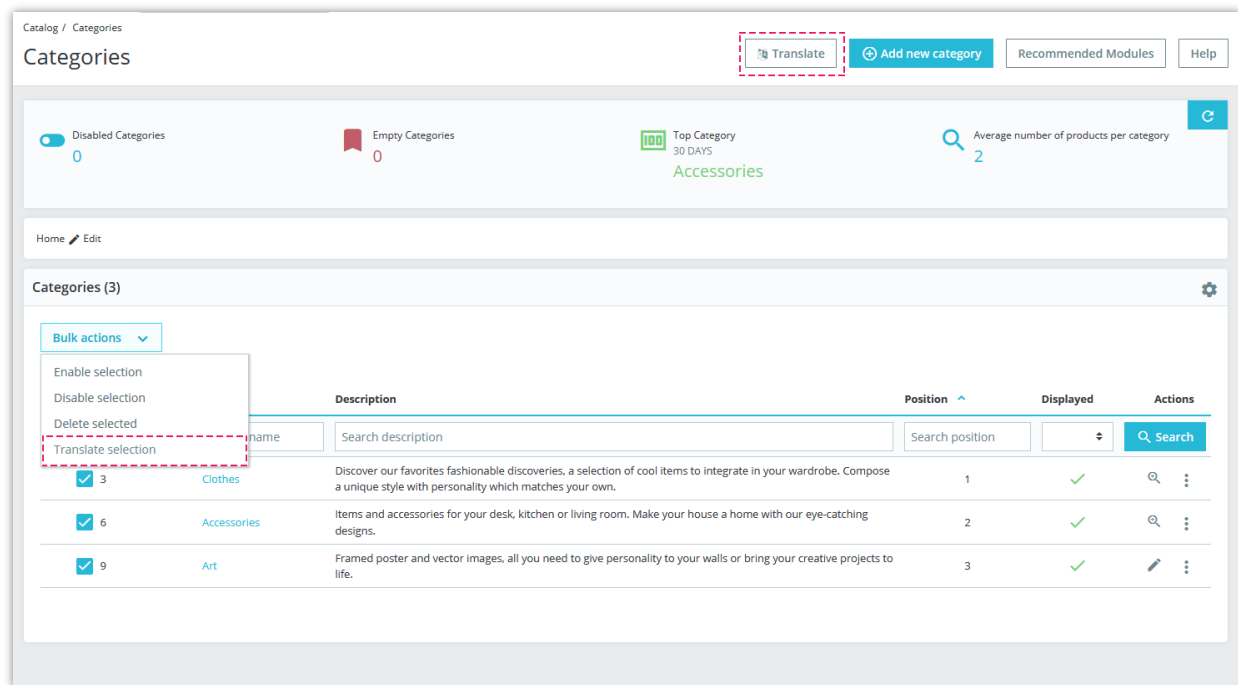 Catalog / Categories
Categories
Translate
Add new category
Recommended Modules
Help
Disabled Categories
0
Empty Categories
0
Top Category
30 DAYS
Accessories
Average number of products per category
2
Home Edit
Categories (3)
Bulk actions
Enable selection
Disable selection
Delete selected
Translate selection
Description
Position
Displayed
Actions
name
Search description
Search position
Search
3
Clothes
Discover our favorites fashionable discoveries, a selection of cool items to integrate in your wardrobe. Compose
a unique style with personality which matches your own.
1
6
Accessories
Items and accessories for your desk, kitchen or living room. Make your house a home with our eye-catching
designs.
2
9
Art
Framed poster and vector images, all you need to give personality to your walls or bring your creative projects to
life.
3